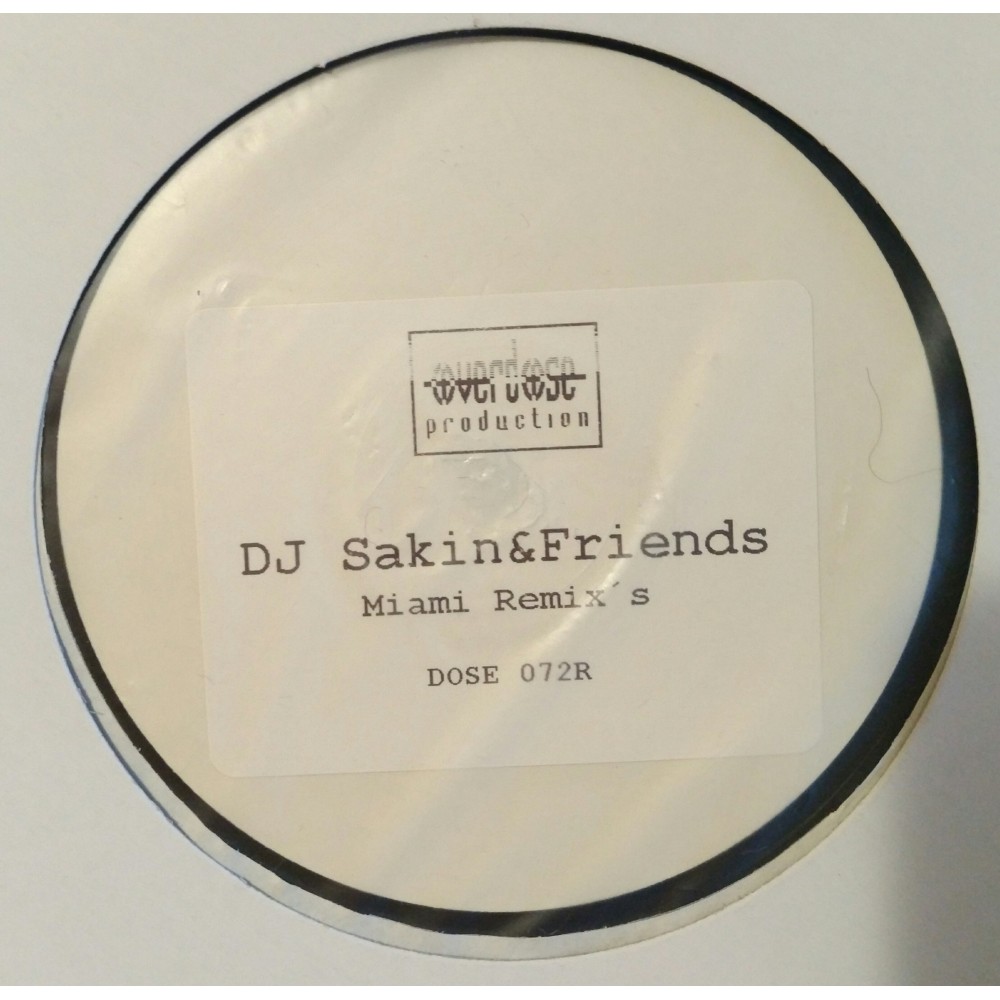 overdose
production
DJ Sakin&Friends
Miami Remix´s
DOSE 072R